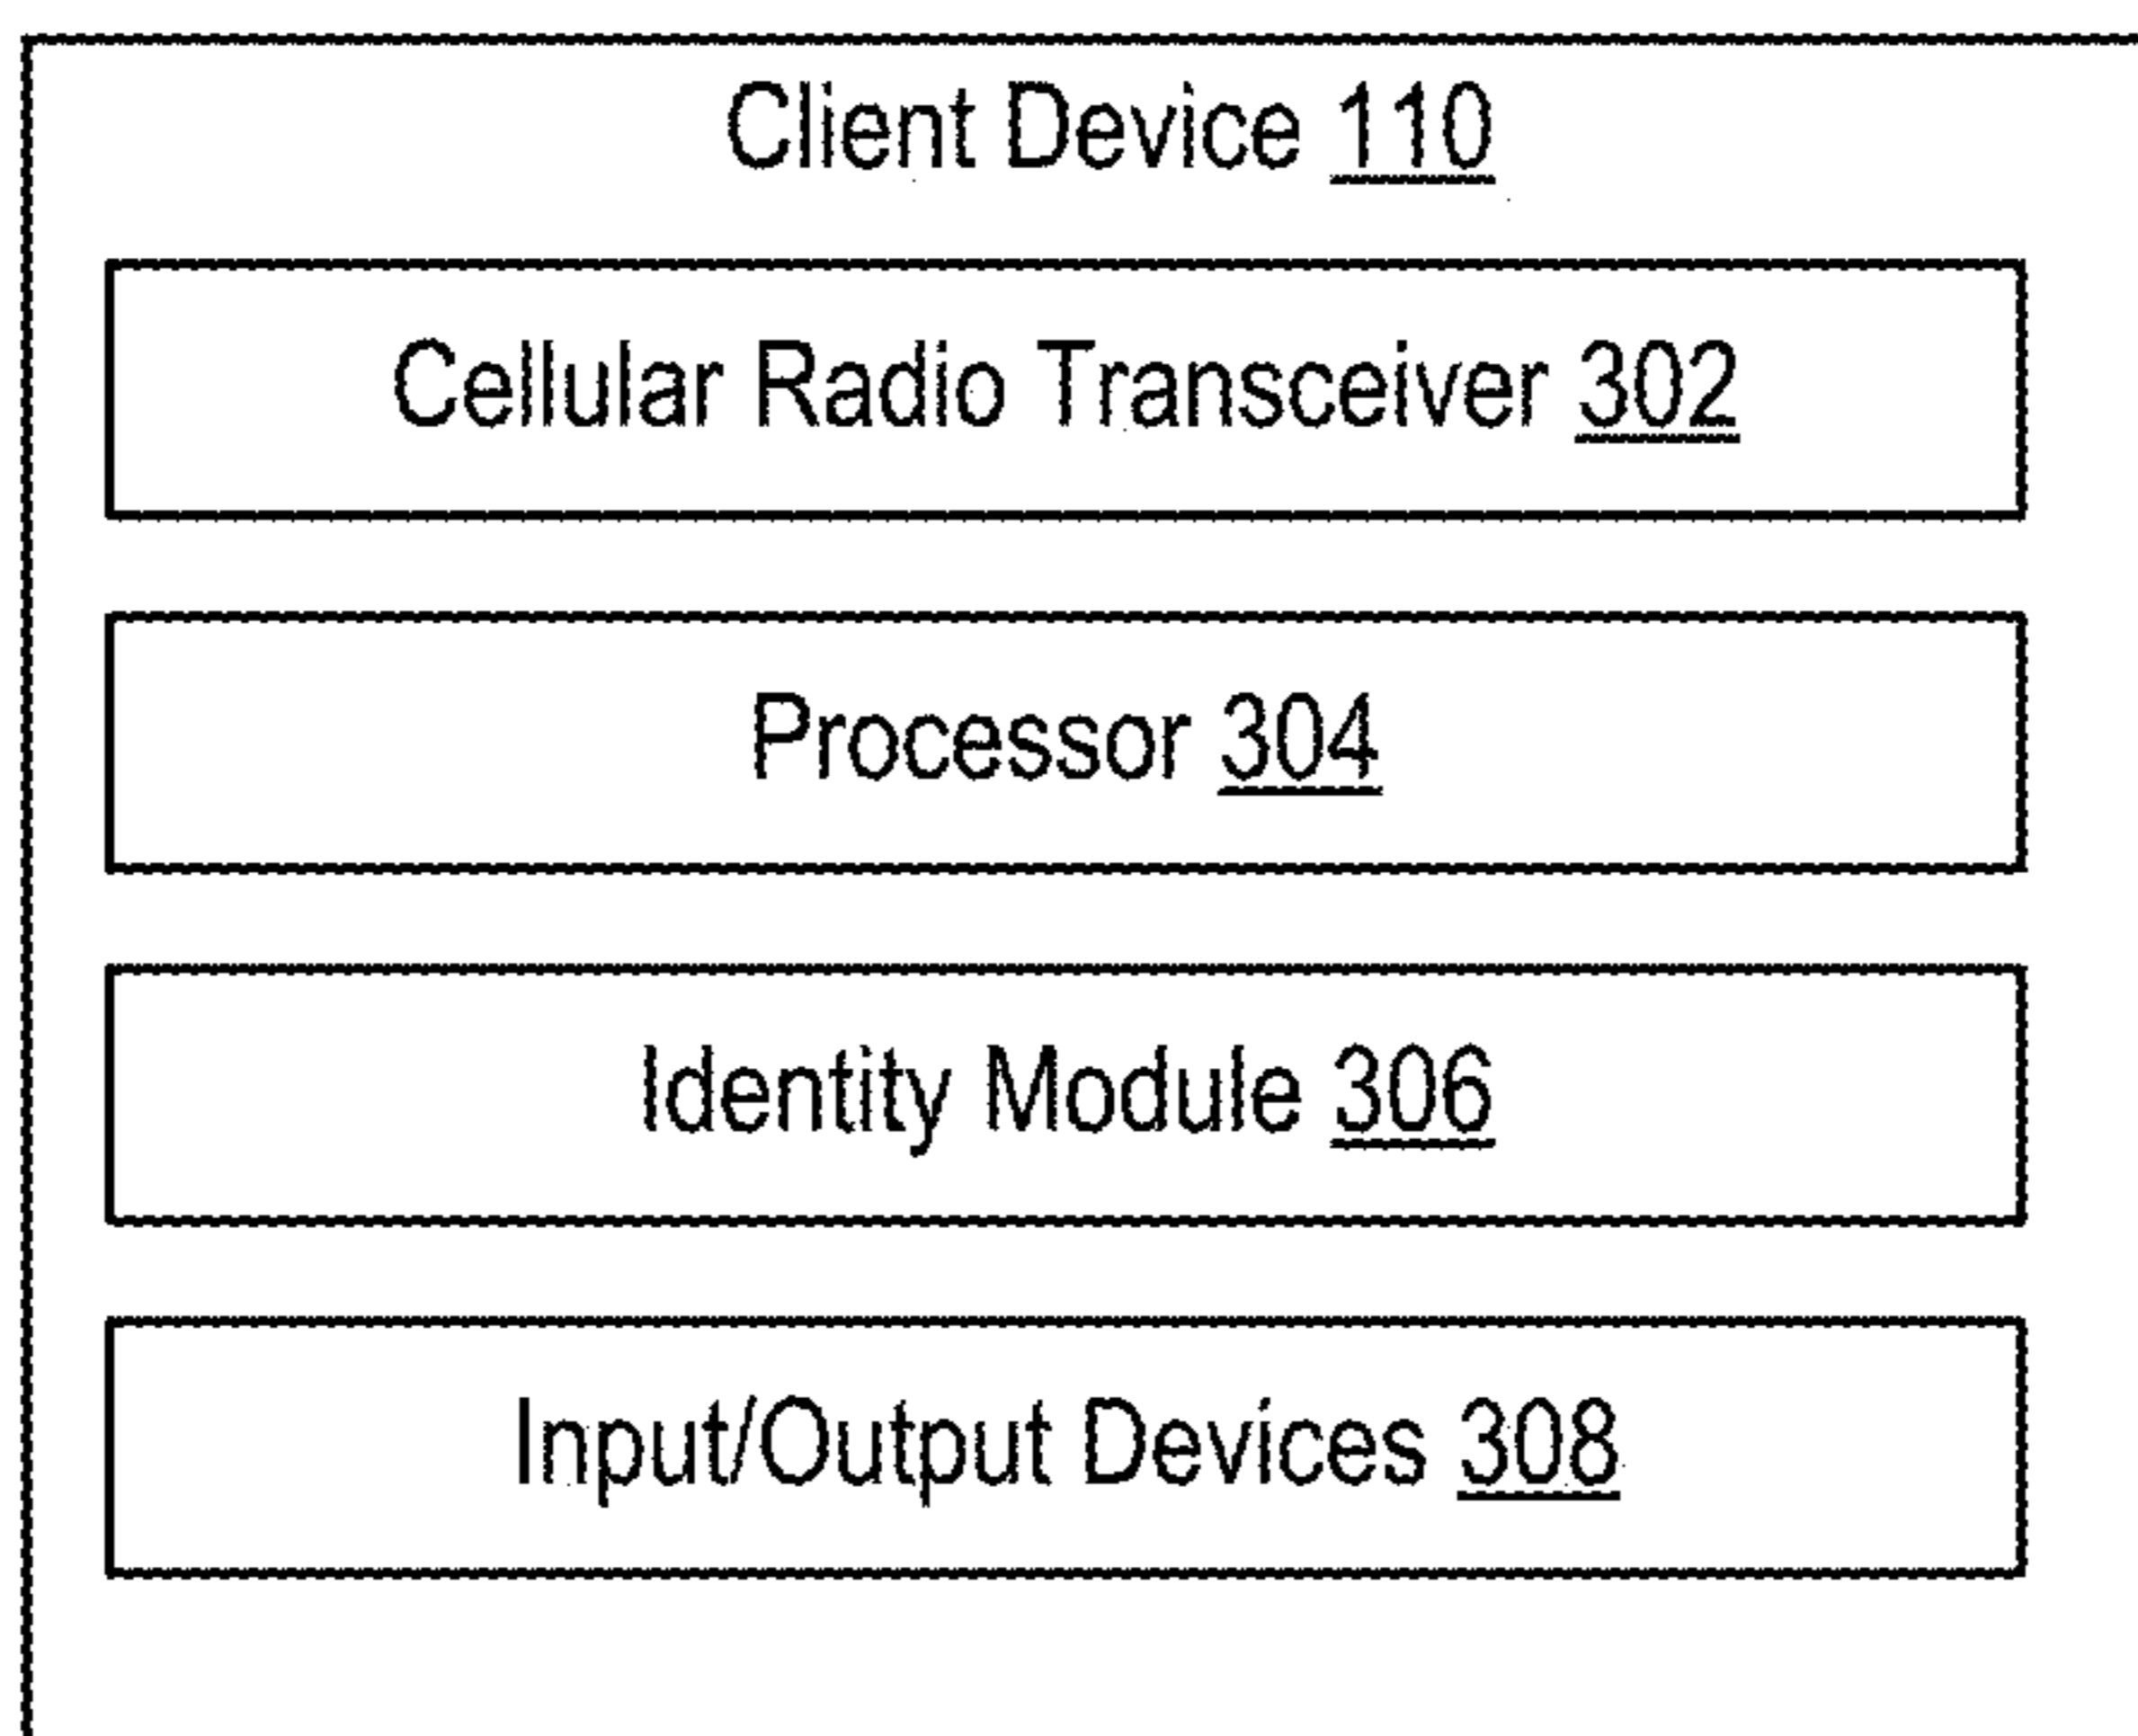 Client Device 110
Cellular Radio Transceiver 302
Processor 304
Identity Module 306
Input/Output Devices 308